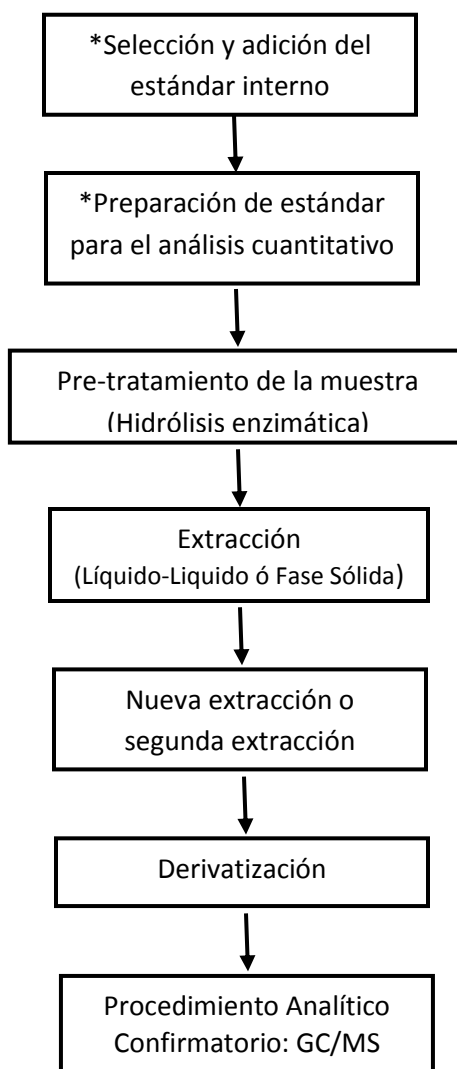 *Selección y adición del
estándar interno
*Preparación de estándar
para el análisis cuantitativo
Pre-tratamiento de la muestra
(Hidrólisis enzimática)
Extracción
(Líquido-Liquido ó Fase Sólida)
Nueva extracción o
segunda extracción
Derivatización
Procedimiento Analítico
Confirmatorio: GC/MS